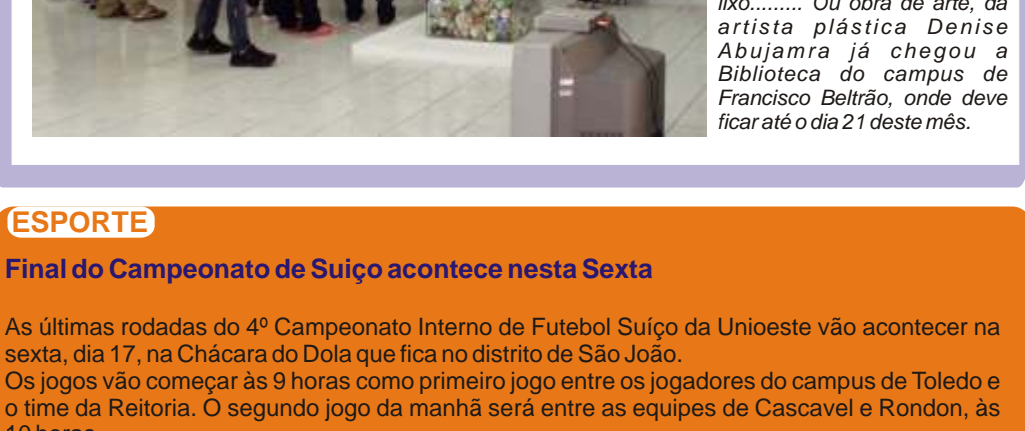 lixo......... Ou obra de arte, da
artista plástica Denise
Abujamra já chegou a
Biblioteca do campus de
Francisco Beltrão, onde deve
ficar até o dia 21 deste mês.
ESPORTE
Final do Campeonato de Suiço acontece nesta Sexta
As últimas rodadas do 4º Campeonato Interno de Futebol Suíço da Unioeste vão acontecer na
sexta, dia 17, na Chácara do Dola que fica no distrito de São João.
Os jogos vão começar às 9 horas como primeiro jogo entre os jogadores do campus de Toledo e
o time da Reitoria. O segundo jogo da manhã será entre as equipes de Cascavel e Rondon, às
10 horas